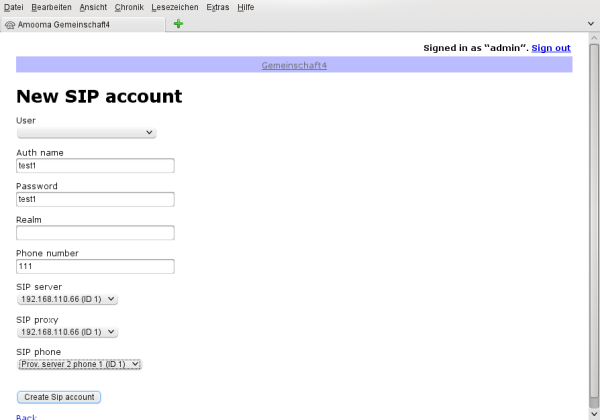 Datei Bearbeiten Ansicht Chronik Lesezeichen Extras Hilfe
Amooma Gemeinschaft4
Signed in as “admin”. Sign out
Gemeinschaft4
New SIP account
User
Auth name
test1
Password
test1
Realm
Phone number
111
SIP server
192.168.110.66 (ID 1)
SIP proxy
192.168.110.66 (ID 1)
SIP phone
Prov. server 2 phone 1 (ID 1)
Create Sip account
Back